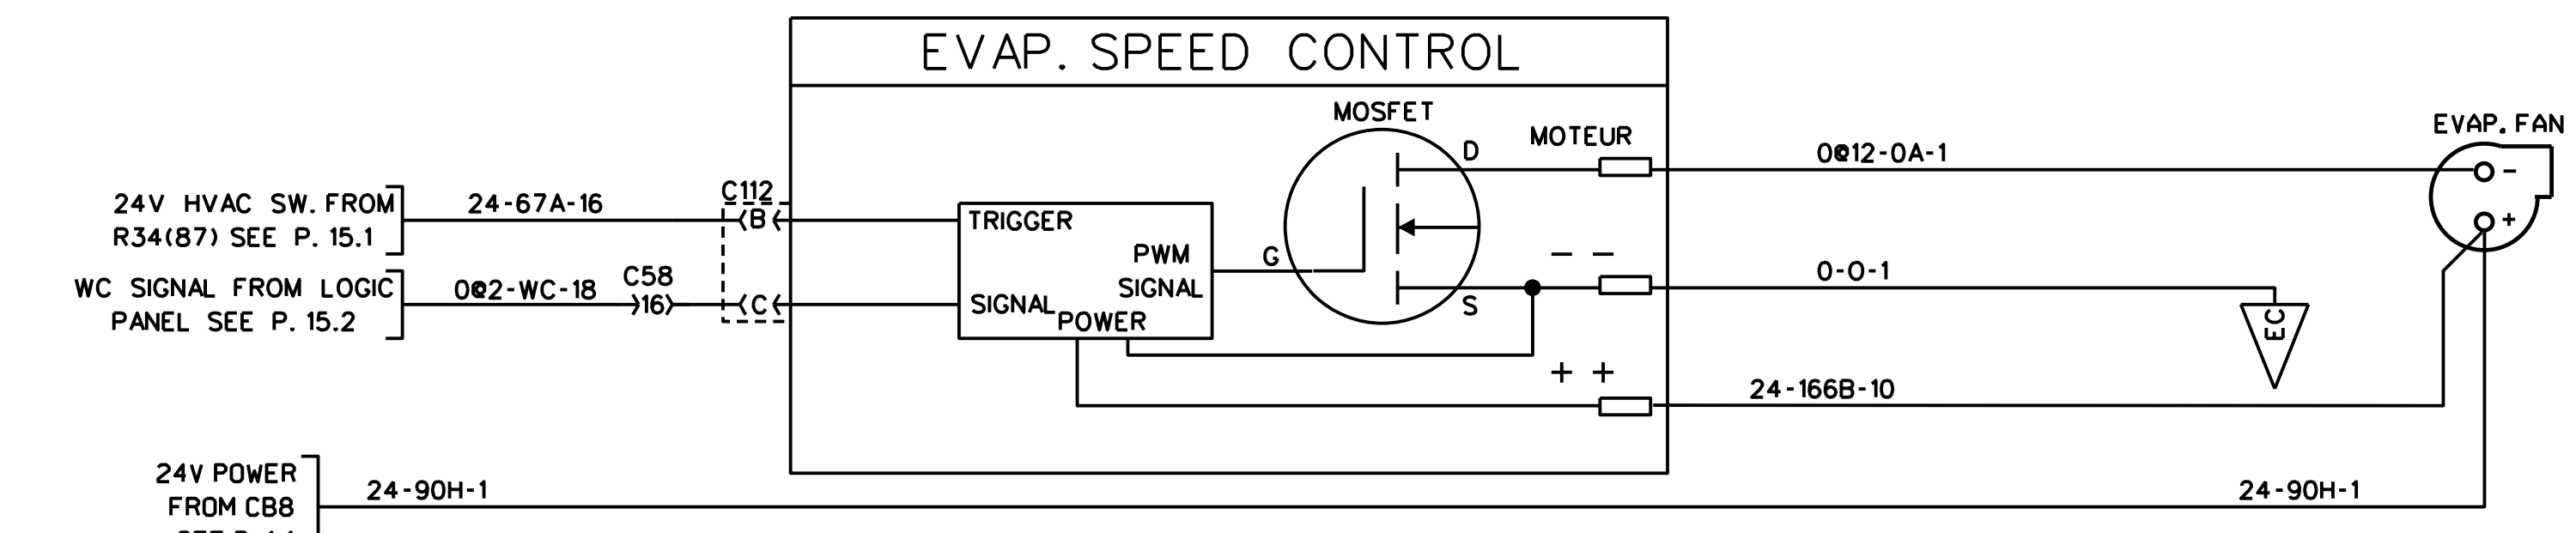 EVAP. SPEED CONTROL
MOSFET
EVAP. FAN
MOTEUR
D
0@12-0A-1
-
24V HVAC SW. FROM
R34(87) SEE P. 15.1
24-67A-16
C112
B
TRIGGER
+
PWM
SIGNAL
G
- -
0-0-1
WC SIGNAL FROM LOGIC
PANEL SEE P. 15.2
0@2-WC-18
C58
16
C
SIGNAL
POWER
S
EC
+ +
24-166B-10
24V POWER
FROM CB8
24-90H-1
24-90H-1